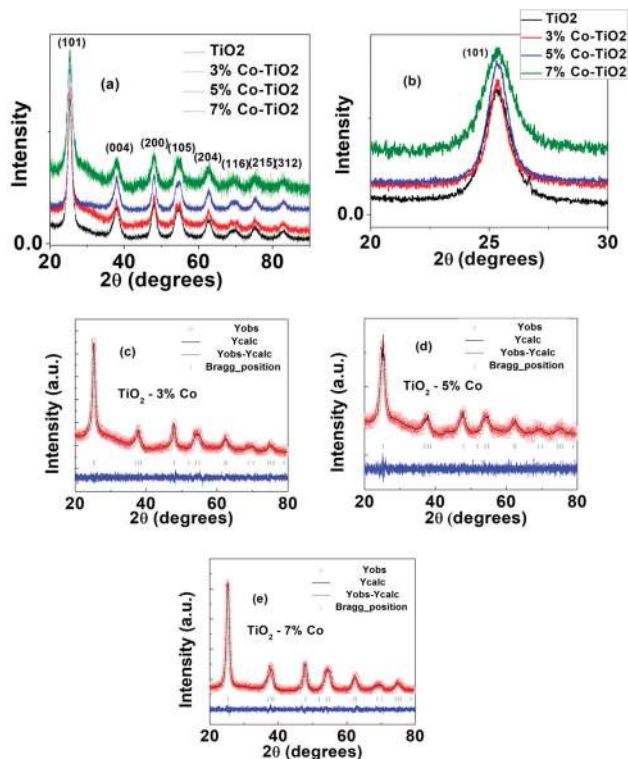 (101)
(a)
TiO2
3% Co-TiO2
5% Co-TiO2
7% Co-TiO2
(004)
(200)
(105)
(204)
(116)
(215)
(312)
Intensity
0.0
20 40 60 80
2θ (degrees)
TiO2
3% Co-TiO2
5% Co-TiO2
7% Co-TiO2
(101)
(b)
Intensity
0.0
20 25 30
2θ (degrees)
(c)
Yobs
Ycalc
Yobs-Ycalc
Bragg_position
TiO2 - 3% Co
Intensity (a.u.)
20 40 60 80
2θ (degrees)
(d)
Yobs
Ycalc
Yobs-Ycalc
Bragg_position
TiO2 - 5% Co
Intensity (a.u.)
20 40 60 80
2θ (degrees)
(e)
Yobs
Ycalc
Yobs-Ycalc
Bragg_position
TiO2 - 7% Co
Intensity (a.u.)
20 40 60 80
2θ (degrees)